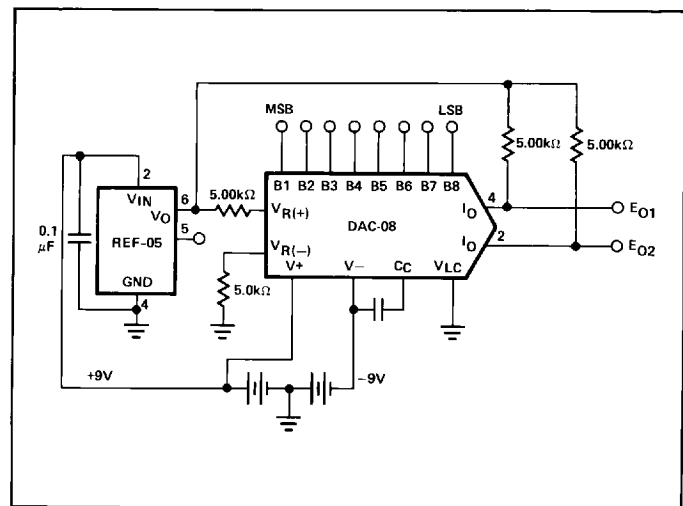 MSB
LSB
5.00kΩ
5.00kΩ
2
6
5.00kΩ
B1 B2 B3 B4 B5 B6 B7 B8
4
VIN
VO
VR(+)
IO
EO1
0.1 μF
REF-05
5
DAC-08
2
IO
EO2
VR(−)
V+
V−
CC
VLC
GND
4
5.0kΩ
+9V
−9V